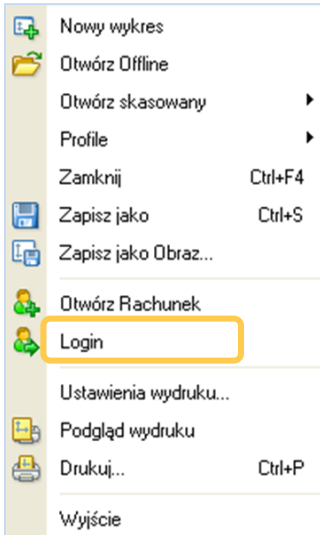 Nowy wykres
Otwórz Offline
Otwórz skasowany
Profile
Zamknij Ctrl+F4
Zapisz jako Ctrl+S
Zapisz jako Obraz...
Otwórz Rachunek
Login
Ustawienia wydruku...
Podgląd wydruku
Drukuj... Ctrl+P
Wyjście